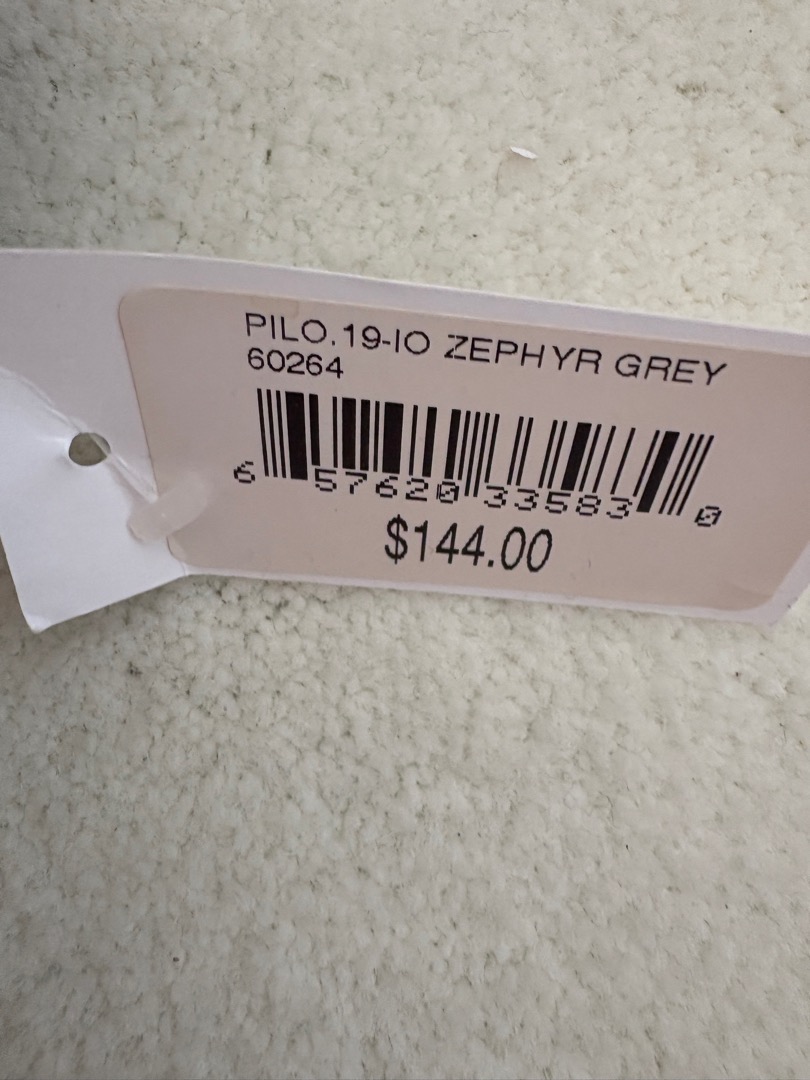 PILO.19-IO ZEPHYR GREY
60264
6 57620 33583 0
$144.00